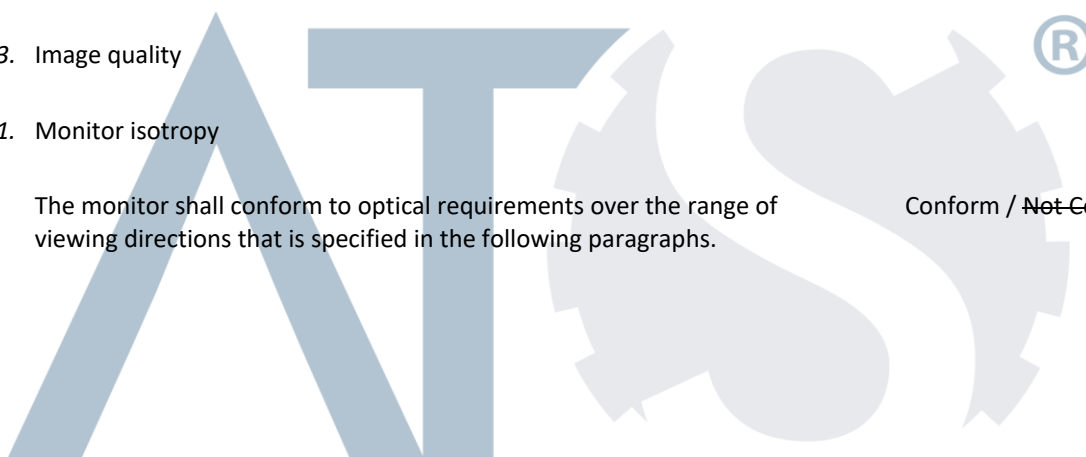 3. Image quality
®
1. Monitor isotropy
The monitor shall conform to optical requirements over the range of Conform / Not
viewing directions that is specified in the following paragraphs.
ATS